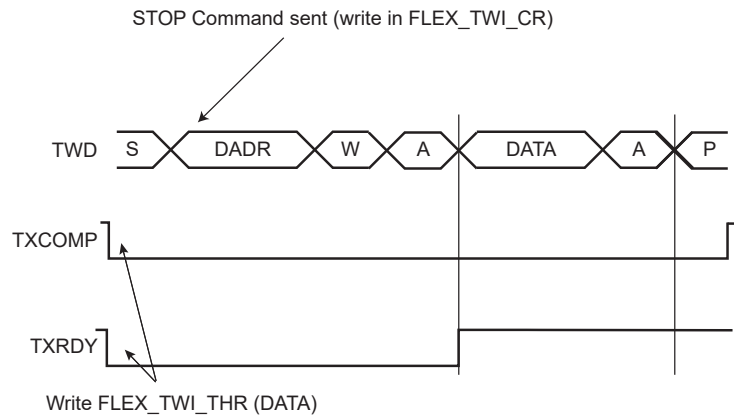 STOP Command sent (write in FLEX_TWI_CR)
TWD S DADR W A DATA A P
TXCOMP
TXRDY
Write FLEX_TWI_THR (DATA)